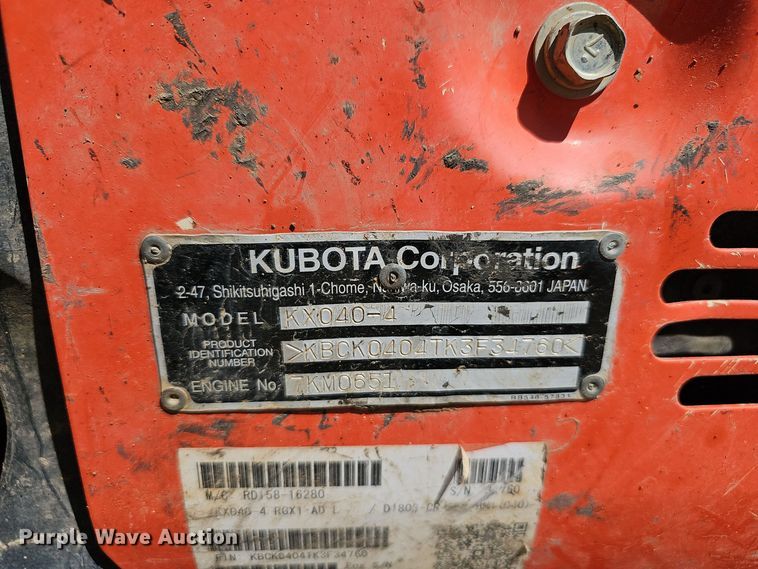 L
KUBOTA Corporation
2-47, Shikitsuhigashi 1-Chome, Naniwa-ku, Osaka, 556-8601 JAPAN
MODEL KX040-4
PRODUCT IDENTIFICATION NUMBER >KBCK0404TK3F34760<
ENGINE No. 7KM0651
M/C RD158-16280 S/N
KX040-4 RGX1-AD L / D1803-CR
PIN KBCK0404TK3F34760
Purple Wave Auction